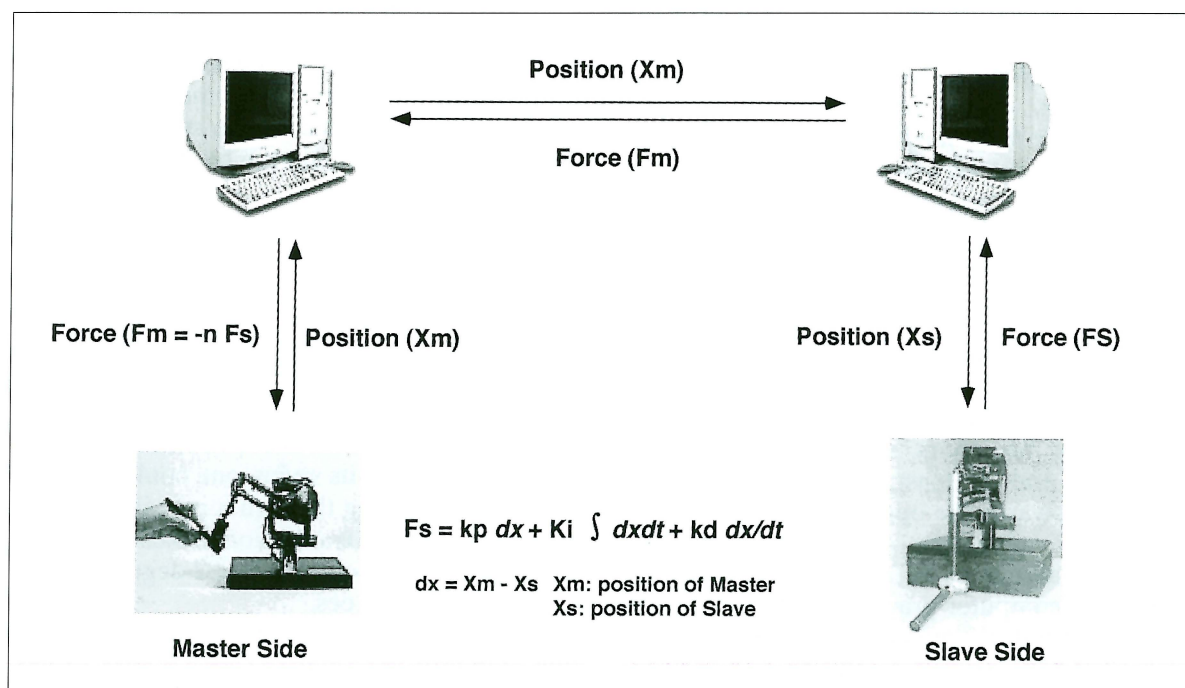 Position (Xm)
Force (Fm)
Force (Fm = -n Fs)
Position (Xm)
Position (Xs)
Force (FS)
Fs = kp dx + Ki ∫ dxdt + kd dx/dt
dx = Xm - Xs Xm: position of Master
Xs: position of Slave
Master Side
Slave Side